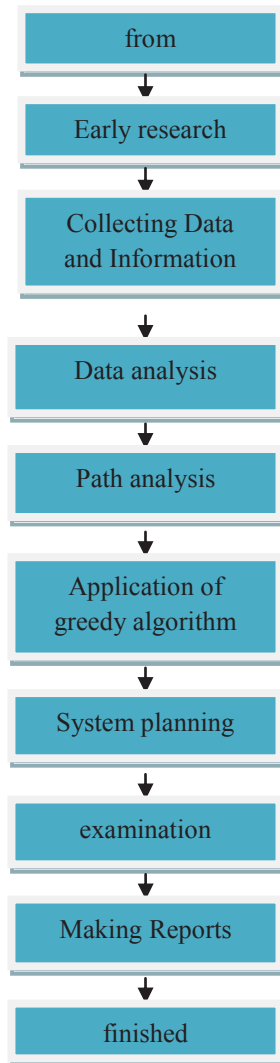 from
Early research
Collecting Data
and Information
Data analysis
Path analysis
Application of
greedy algorithm
System planning
examination
Making Reports
finished